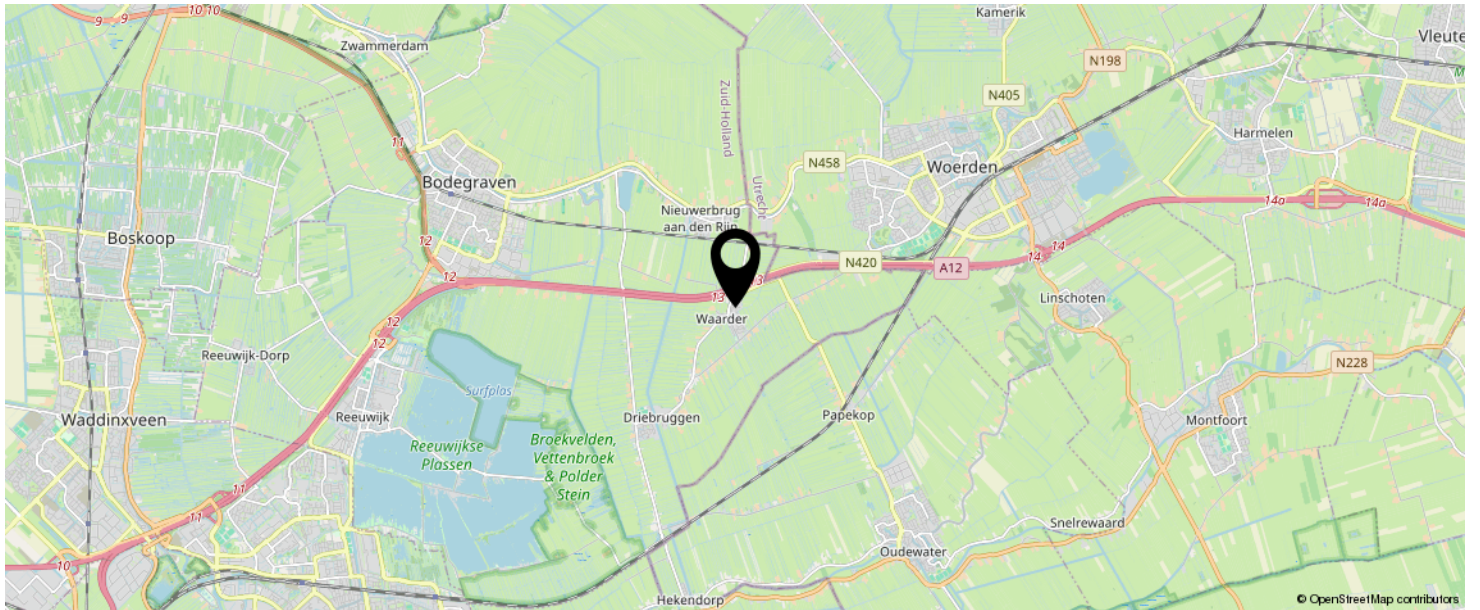 9
9
10 10
Zwammerdam
Kamerik
Vleute
N198
N405
Zuid-Holland
Utrecht
11
Harmelen
N458
Woerden
Bodegraven
14a
14a
Nieuwerbrug
aan den Rijn
Boskoop
12
14
N420
A12
12
13
3
Linschoten
Waarder
12
12
Reeuwijk-Dorp
N228
Surfplas
Waddinxveen
Reeuwijk
Driebruggen
Papekop
Montfoort
Reeuwijkse
Plassen
Broekvelden,
Vettenbroek
& Polder
Stein
11
11
Snelrewaard
Oudewater
10
Hekendorp
© OpenStreetMap contributors